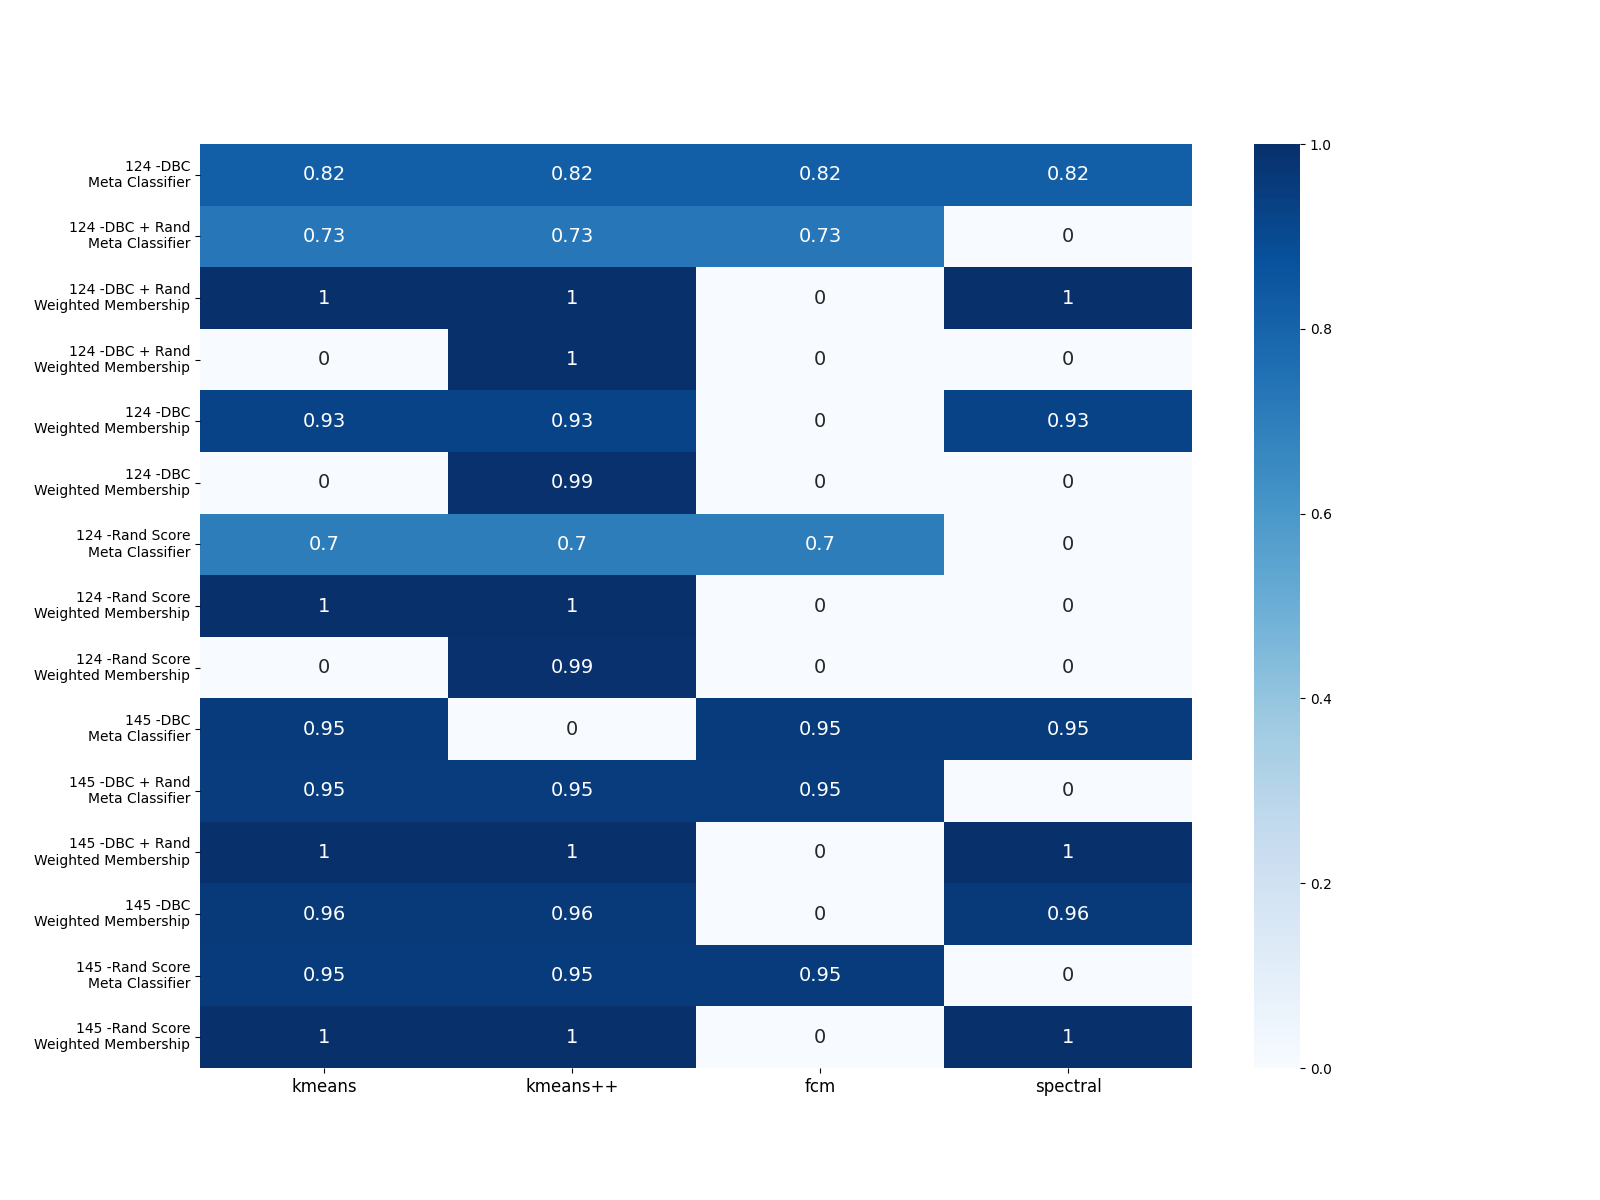 124 -DBC
Meta Classifier
0.82 0.82 0.82 0.82
124 -DBC + Rand
Meta Classifier
0.73 0.73 0.73 0
124 -DBC + Rand
Weighted Membership
1 1 0 1
124 -DBC + Rand
Weighted Membership
0 1 0 0
124 -DBC
Weighted Membership
0.93 0.93 0 0.93
124 -DBC
Weighted Membership
0 0.99 0 0
124 -Rand Score
Meta Classifier
0.7 0.7 0.7 0
124 -Rand Score
Weighted Membership
1 1 0 0
124 -Rand Score
Weighted Membership
0 0.99 0 0
145 -DBC
Meta Classifier
0.95 0 0.95 0.95
145 -DBC + Rand
Meta Classifier
0.95 0.95 0.95 0
145 -DBC + Rand
Weighted Membership
1 1 0 1
145 -DBC
Weighted Membership
0.96 0.96 0 0.96
145 -Rand Score
Meta Classifier
0.95 0.95 0.95 0
145 -Rand Score
Weighted Membership
1 1 0 1
kmeans kmeans++ fcm spectral
1.0
0.8
0.6
0.4
0.2
0.0